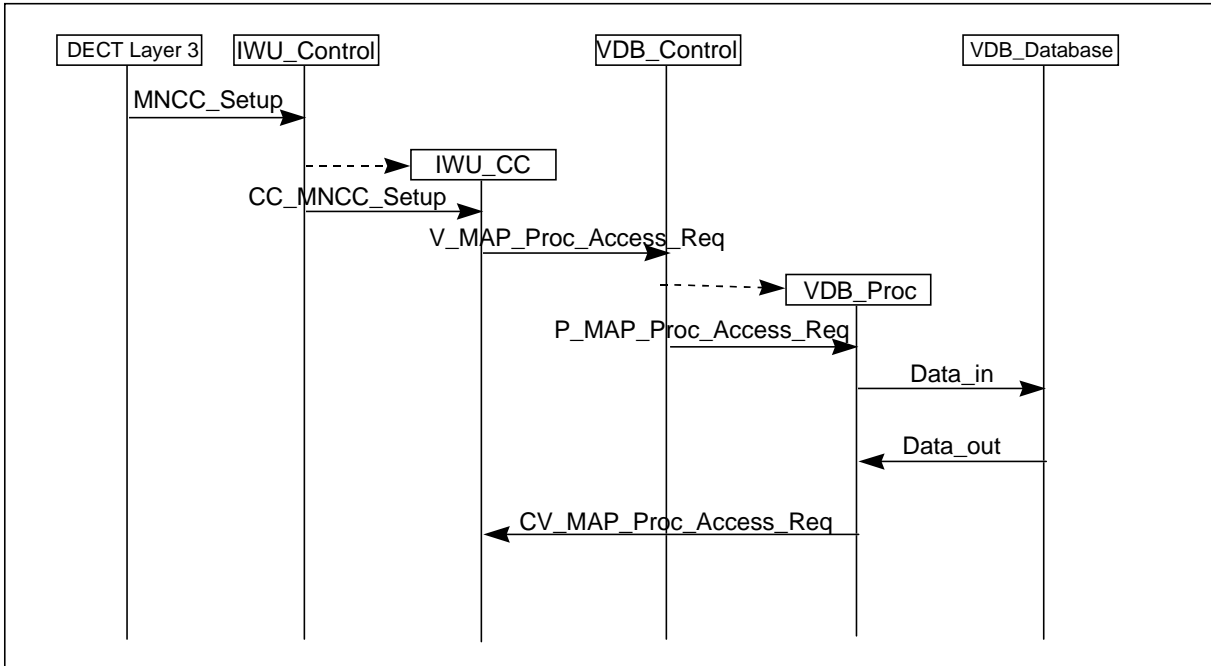 DECT Layer 3
IWU_Control
VDB_Control
VDB_Database
MNCC_Setup
IWU_CC
CC_MNCC_Setup
V_MAP_Proc_Access_Req
VDB_Proc
P_MAP_Proc_Access_Req
Data_in
Data_out
CV_MAP_Proc_Access_Req